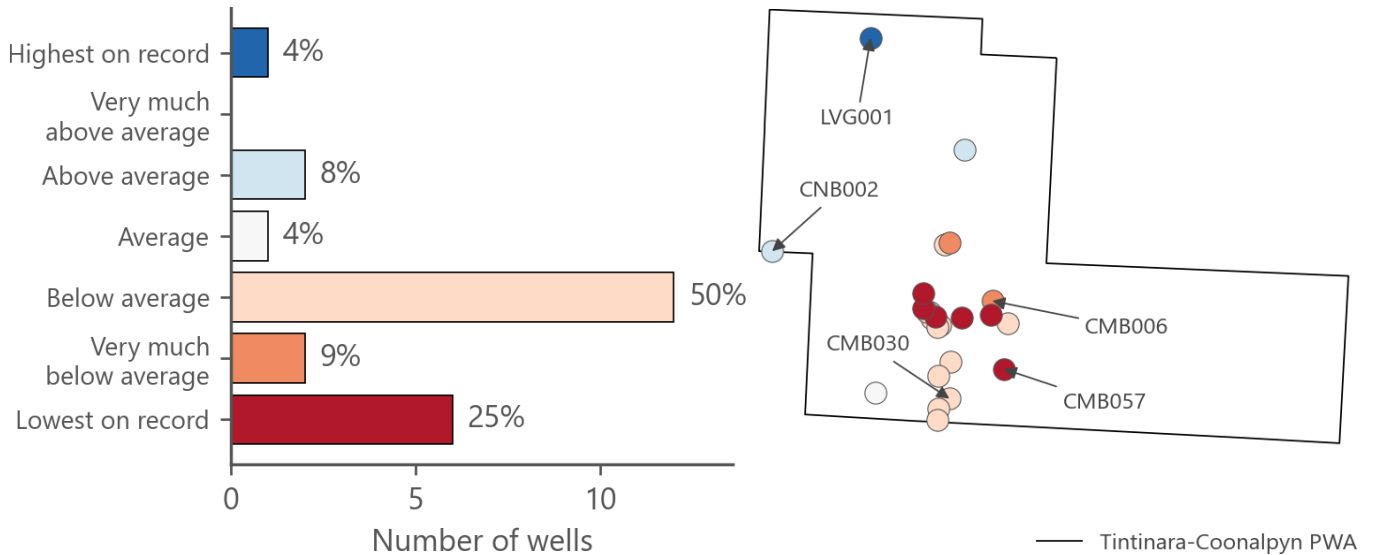 Highest on record
4%
Very much
above average
Above average
8%
Average
4%
Below average
50%
Very much
below average
9%
Lowest on record
25%
0
5
10
Number of wells
LVG001
CNB002
CMB006
CMB030
CMB057
Tintinara-Coonalpyn PWA